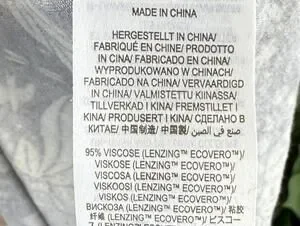 MADE IN CHINA
HERGESTELLT IN CHINA/
FABRIQUÉ EN CHINE/ PRODOTTO
IN CINA/ FABRICADO EN CHINA/
WYPRODUKOWANO W CHINACH/
FABRICADO NA CHINA/ VERVAARDIGD
IN CHINA/ VALMISTETTU KIINASSA/
TILLVERKAD I KINA/ FREMSTILLET I
KINA/ PRODUSERT I KINA/ СДЕЛАНО В
КИТАЕ/ 中国制造/ 中国製/ صنع في الصين/
95% VISCOSE (LENZING™ ECOVERO™)/
VISKOSE (LENZING™ ECOVERO™)/
VISCOSA (LENZING™ ECOVERO™)/
VISKOOSI (LENZING™ ECOVERO™)/
ВИСКОЗА (LENZING™ ECOVERO™)/ 粘胶
纤维 (LENZING™ ECOVERO™)/ ビスコー
ス (LENZING™ ECOVERO™)/